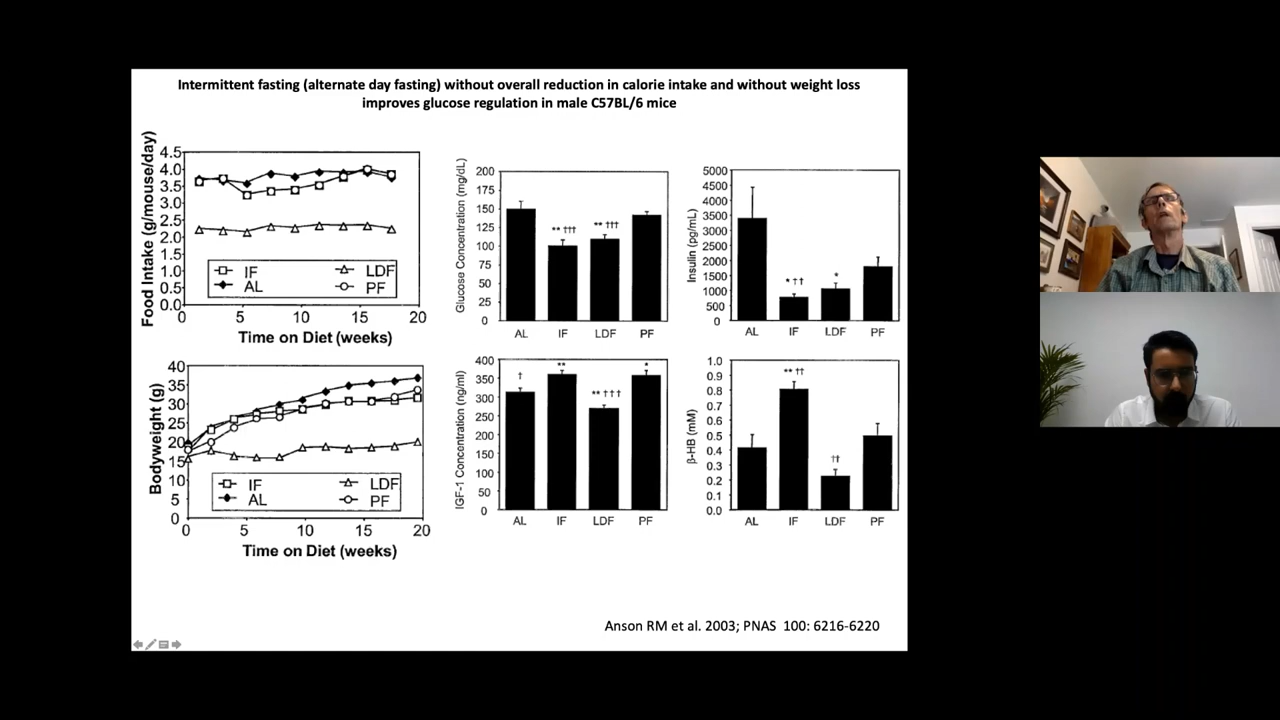 Intermittent fasting (alternate day fasting) without overall reduction in calorie intake and without weight loss
improves glucose regulation in male C57BL/6 mice
Food Intake (g/mouse/day)
4.5
4.0
3.5
3.0
2.5
2.0
1.5
1.0
0.5
0.0
0 5 10 15 20
IF LDF
AL PF
Time on Diet (weeks)
Glucose Concentration (mg/dL)
200
175
150
125
100
75
50
25
0
** ††† ** †††
AL IF LDF PF
Insulin (pg/mL)
5000
4500
4000
3500
3000
2500
2000
1500
1000
500
0
* †† *
AL IF LDF PF
Bodyweight (g)
40
35
30
25
20
15
10
5
0
0 5 10 15 20
IF LDF
AL PF
Time on Diet (weeks)
IGF-1 Concentration (ng/ml)
400
350
300
250
200
150
100
50
0
† ** ** ††† *
AL IF LDF PF
β-HB (mM)
1.0
0.9
0.8
0.7
0.6
0.5
0.4
0.3
0.2
0.1
0.0
** †† ††
AL IF LDF PF
Anson RM et al. 2003; PNAS 100: 6216-6220